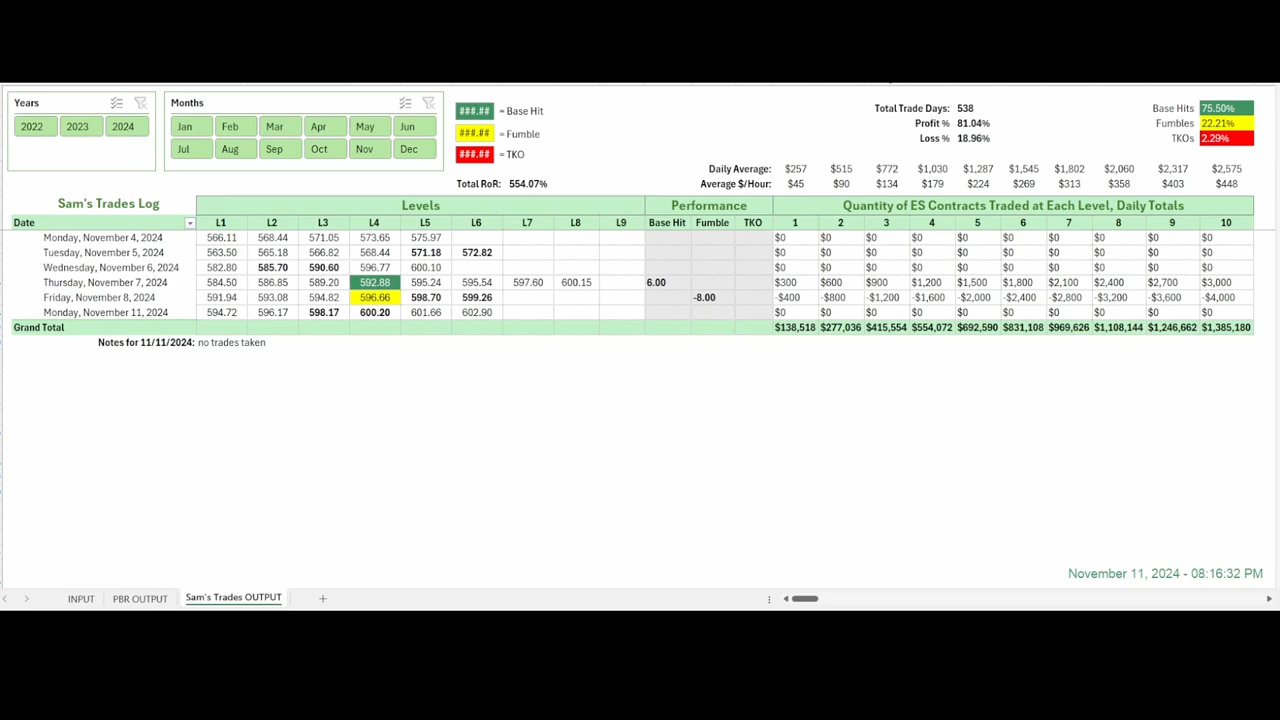 Years
2022 2023 2024
Months
Jan Feb Mar Apr May Jun
Jul Aug Sep Oct Nov Dec
###.## = Base Hit
###.## = Fumble
###.## = TKO
Total RoR: 554.07%
Total Trade Days: 538
Profit % 81.04%
Loss % 18.96%
Base Hits 75.50%
Fumbles 22.21%
TKOs 2.29%
Daily Average: $257 $515 $772 $1,030 $1,287 $1,545 $1,802 $2,060 $2,317 $2,575
Average $/Hour: $45 $90 $134 $179 $224 $269 $313 $358 $403 $448
Sam's Trades Log Levels Performance Quantity of ES Contracts Traded at Each Level, Daily Totals
Date L1 L2 L3 L4 L5 L6 L7 L8 L9 Base Hit Fumble TKO 1 2 3 4 5 6 7 8 9 10
Monday, November 4, 2024 566.11 568.44 571.05 573.65 575.97 $0 $0 $0 $0 $0 $0 $0 $0 $0 $0
Tuesday, November 5, 2024 563.50 565.18 566.82 568.44 571.18 572.82 $0 $0 $0 $0 $0 $0 $0 $0 $0 $0
Wednesday, November 6, 2024 582.80 585.70 590.60 596.77 600.10 $0 $0 $0 $0 $0 $0 $0 $0 $0 $0
Thursday, November 7, 2024 584.50 586.85 589.20 592.88 595.24 595.54 597.60 600.15 6.00 $300 $600 $900 $1,200 $1,500 $1,800 $2,100 $2,400 $2,700 $3,000
Friday, November 8, 2024 591.94 593.08 594.82 596.66 598.70 599.26 -8.00 -$400 -$800 -$1,200 -$1,600 -$2,000 -$2,400 -$2,800 -$3,200 -$3,600 -$4,000
Monday, November 11, 2024 594.72 596.17 598.17 600.20 601.66 602.90 $0 $0 $0 $0 $0 $0 $0 $0 $0 $0
Grand Total $138,518 $277,036 $415,554 $554,072 $692,590 $831,108 $969,626 $1,108,144 $1,246,662 $1,385,180
Notes for 11/11/2024: no trades taken
November 11, 2024 - 08:16:32 PM
INPUT PBR OUTPUT Sam's Trades OUTPUT